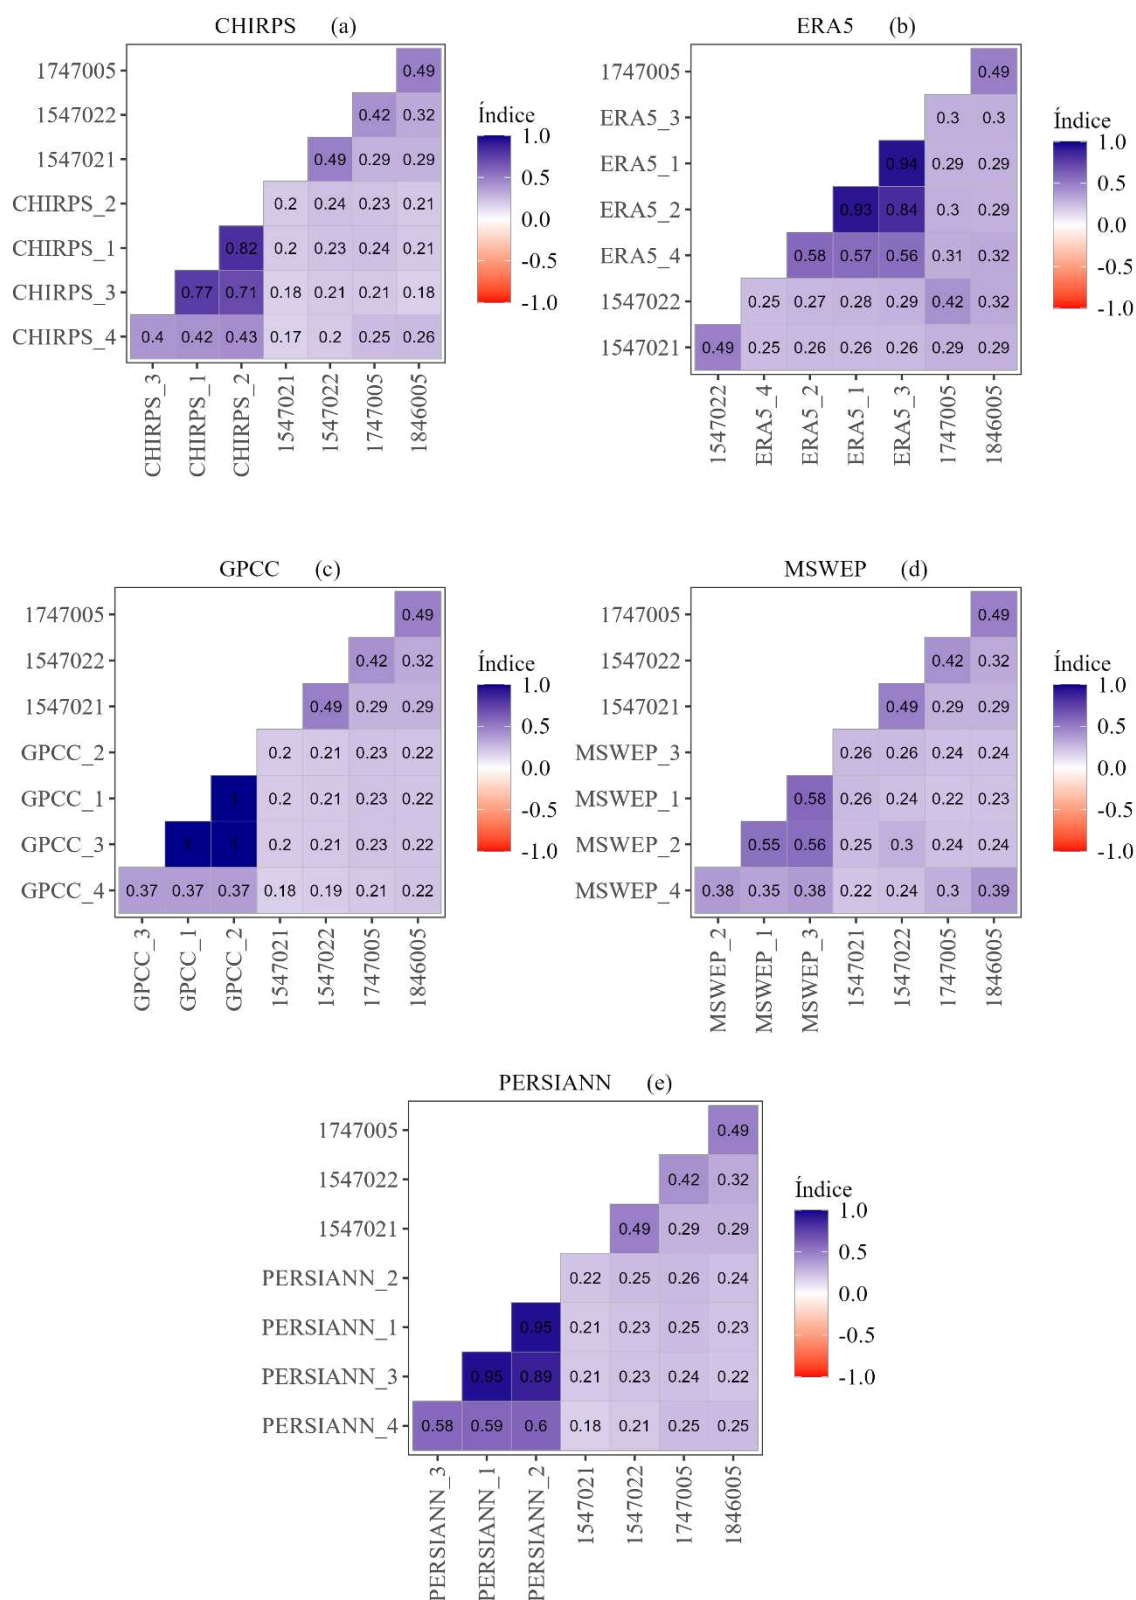 CHIRPS (a)
1747005 0.49
1547022 0.42 0.32
1547021 0.49 0.29 0.29
CHIRPS_2 0.2 0.24 0.23 0.21
CHIRPS_1 0.82 0.2 0.23 0.24 0.21
CHIRPS_3 0.77 0.71 0.18 0.21 0.21 0.18
CHIRPS_4 0.4 0.42 0.43 0.17 0.2 0.25 0.26
CHIRPS_3 CHIRPS_1 CHIRPS_2 1547021 1547022 1747005 1846005
Índice
1.0
0.5
0.0
-0.5
-1.0
ERA5 (b)
1747005 0.49
ERA5_3 0.3 0.3
ERA5_1 0.94 0.29 0.29
ERA5_2 0.93 0.84 0.3 0.29
ERA5_4 0.58 0.57 0.56 0.31 0.32
1547022 0.25 0.27 0.28 0.29 0.42 0.32
1547021 0.49 0.25 0.26 0.26 0.26 0.29 0.29
1547022 ERA5_4 ERA5_2 ERA5_1 ERA5_3 1747005 1846005
Índice
1.0
0.5
0.0
-0.5
-1.0
GPCC (c)
1747005 0.49
1547022 0.42 0.32
1547021 0.49 0.29 0.29
GPCC_2 0.2 0.21 0.23 0.22
GPCC_1 1 0.2 0.21 0.23 0.22
GPCC_3 1 1 0.2 0.21 0.23 0.22
GPCC_4 0.37 0.37 0.37 0.18 0.19 0.21 0.22
GPCC_3 GPCC_1 GPCC_2 1547021 1547022 1747005 1846005
Índice
1.0
0.5
0.0
-0.5
-1.0
MSWEP (d)
1747005 0.49
1547022 0.42 0.32
1547021 0.49 0.29 0.29
MSWEP_3 0.26 0.26 0.24 0.24
MSWEP_1 0.58 0.26 0.24 0.22 0.23
MSWEP_2 0.55 0.56 0.25 0.3 0.24 0.24
MSWEP_4 0.38 0.35 0.38 0.22 0.24 0.3 0.39
MSWEP_2 MSWEP_1 MSWEP_3 1547021 1547022 1747005 1846005
Índice
1.0
0.5
0.0
-0.5
-1.0
PERSIANN (e)
1747005 0.49
1547022 0.42 0.32
1547021 0.49 0.29 0.29
PERSIANN_2 0.22 0.25 0.26 0.24
PERSIANN_1 0.95 0.21 0.23 0.25 0.23
PERSIANN_3 0.95 0.89 0.21 0.23 0.24 0.22
PERSIANN_4 0.58 0.59 0.6 0.18 0.21 0.25 0.25
PERSIANN_3 PERSIANN_1 PERSIANN_2 1547021 1547022 1747005 1846005
Índice
1.0
0.5
0.0
-0.5
-1.0